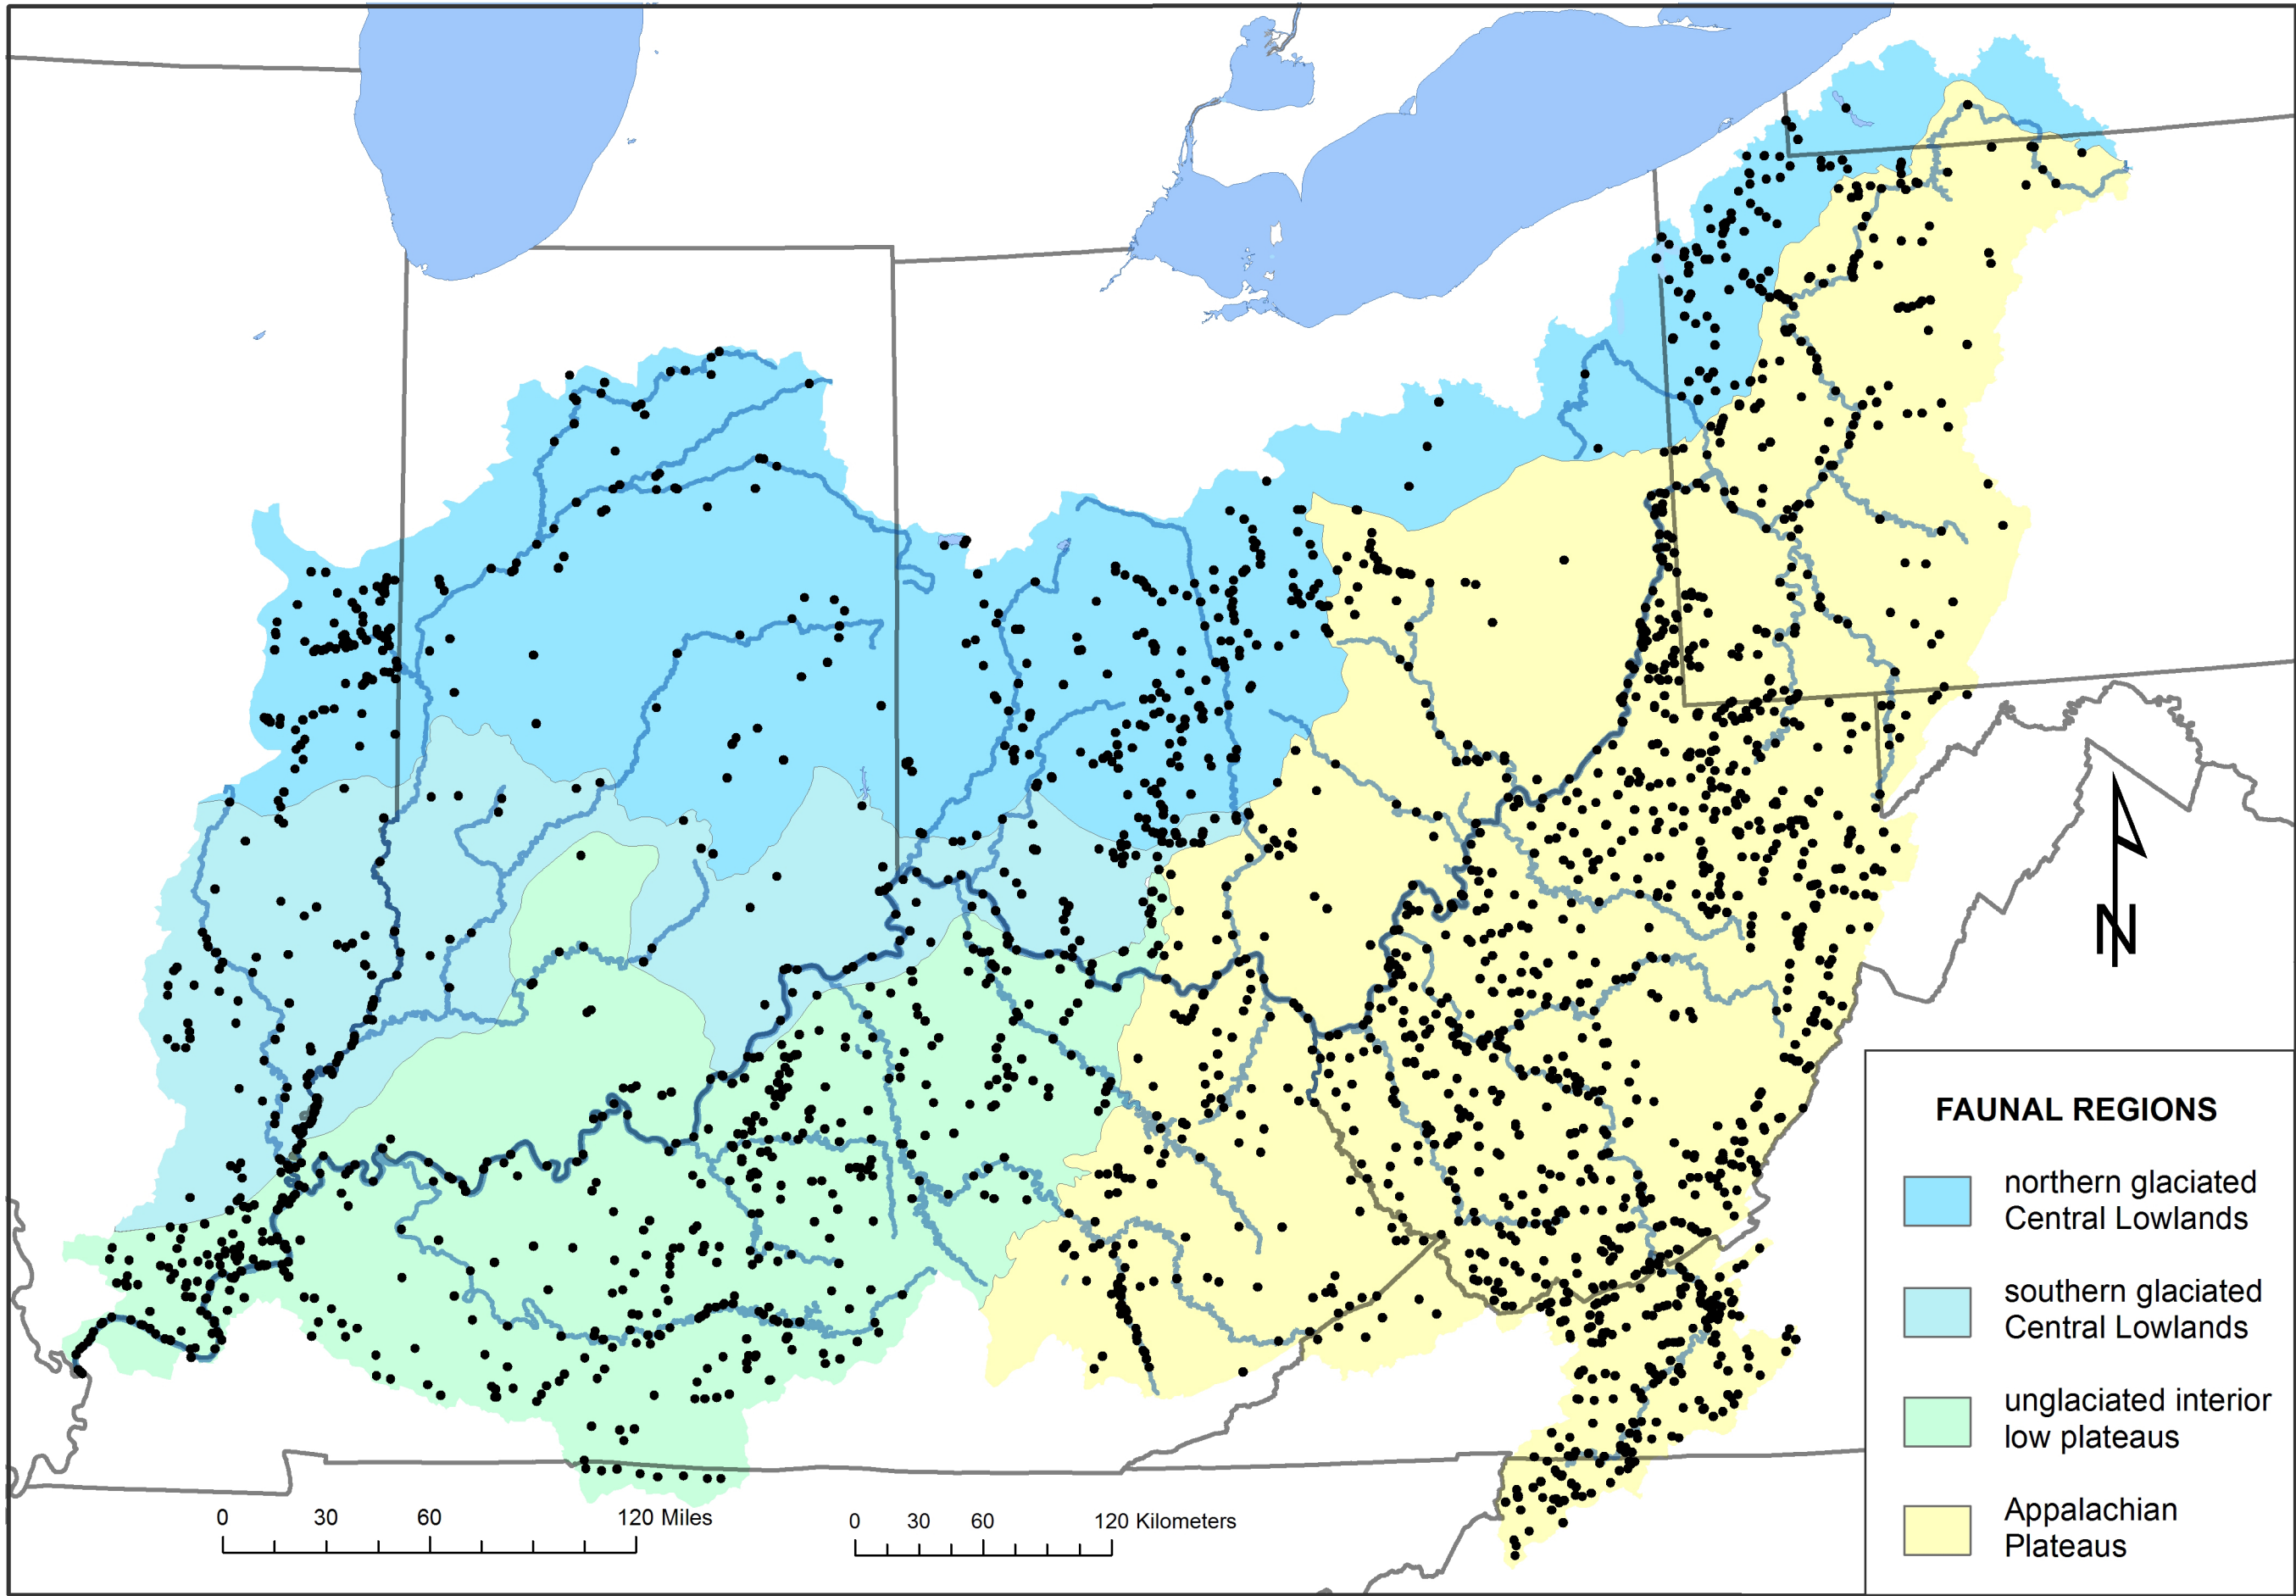 N
FAUNAL REGIONS
northern glaciated
Central Lowlands
southern glaciated
Central Lowlands
unglaciated interior
low plateaus
Appalachian
Plateaus
0 30 60 120 Miles
0 30 60 120 Kilometers